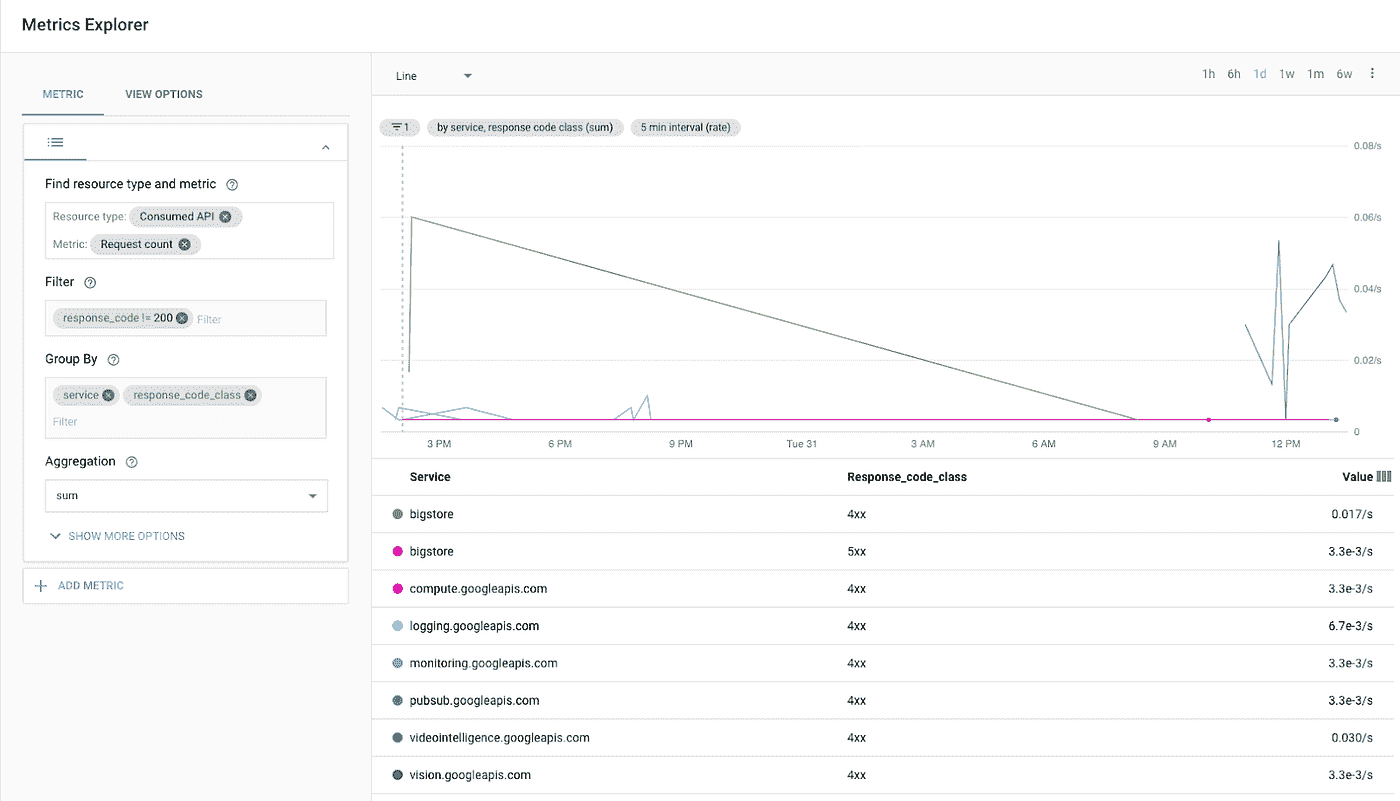 Metrics Explorer
METRIC
VIEW OPTIONS
Find resource type and metric
Resource type: Consumed API
Metric: Request count
Filter
response_code != 200 Filter
Group By
service response_code_class
Filter
Aggregation
sum
SHOW MORE OPTIONS
ADD METRIC
Line
1h 6h 1d 1w 1m 6w
1 by service, response code class (sum) 5 min interval (rate)
0.08/s
0.06/s
0.04/s
0.02/s
0
3 PM 6 PM 9 PM Tue 31 3 AM 6 AM 9 AM 12 PM
Service Response_code_class Value
bigstore 4xx 0.017/s
bigstore 5xx 3.3e-3/s
compute.googleapis.com 4xx 3.3e-3/s
logging.googleapis.com 4xx 6.7e-3/s
monitoring.googleapis.com 4xx 3.3e-3/s
pubsub.googleapis.com 4xx 3.3e-3/s
videointelligence.googleapis.com 4xx 0.030/s
vision.googleapis.com 4xx 3.3e-3/s